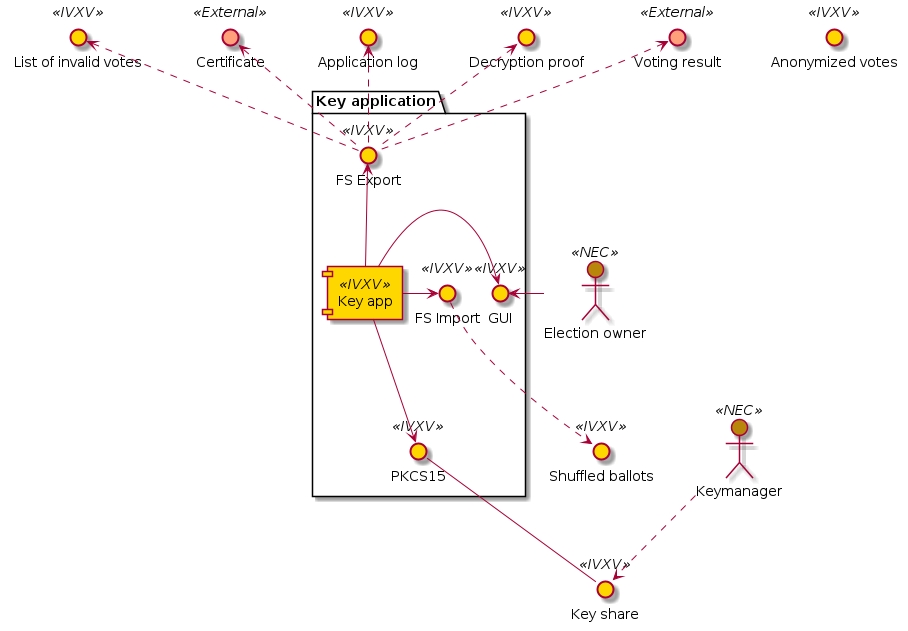 «IVXV»
List of invalid votes
«External»
Certificate
«IVXV»
Application log
«IVXV»
Decryption proof
«External»
Voting result
«IVXV»
Anonymized votes
Key application
«IVXV»
FS Export
«IVXV»
Key app
«IVXV»
FS Import
«IVXV»
GUI
«NEC»
Election owner
«IVXV»
PKCS15
«IVXV»
Shuffled ballots
«NEC»
Keymanager
«IVXV»
Key share